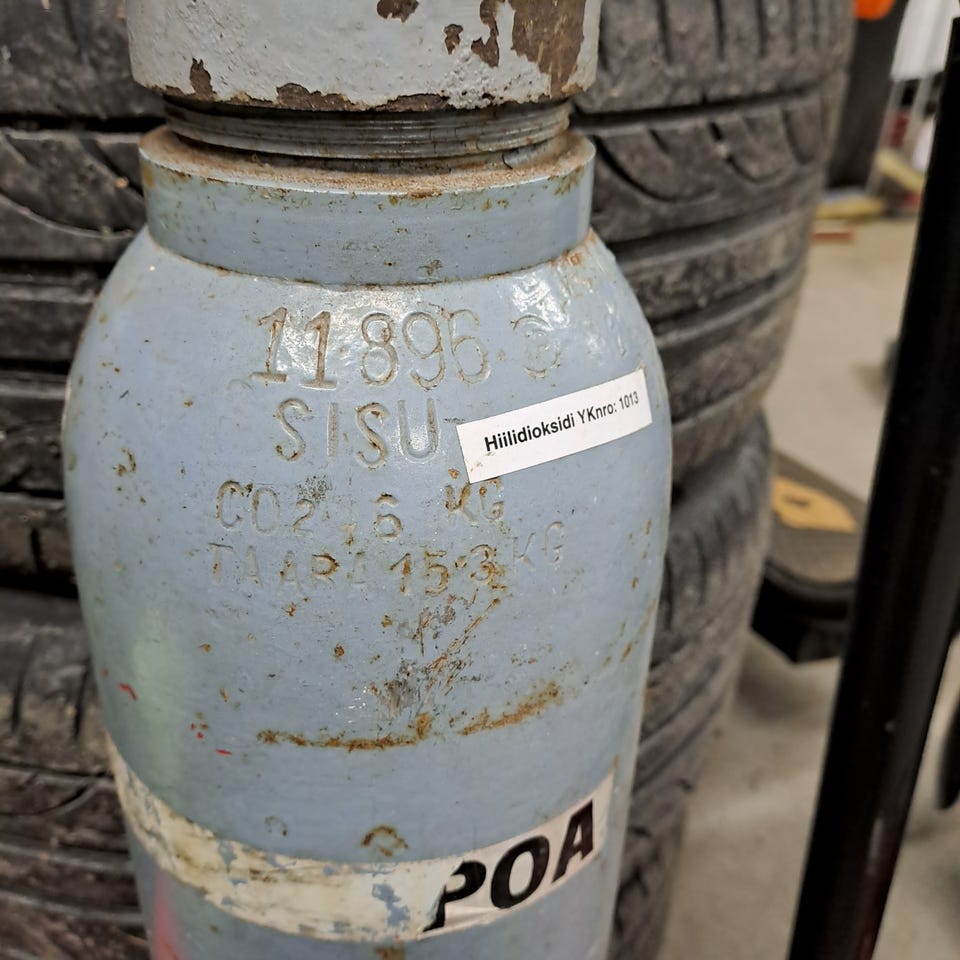 11896
SISU
Hiilidioksidi YKnro: 1013
CO2 6 KG
TAARA 15.3 KG
POA